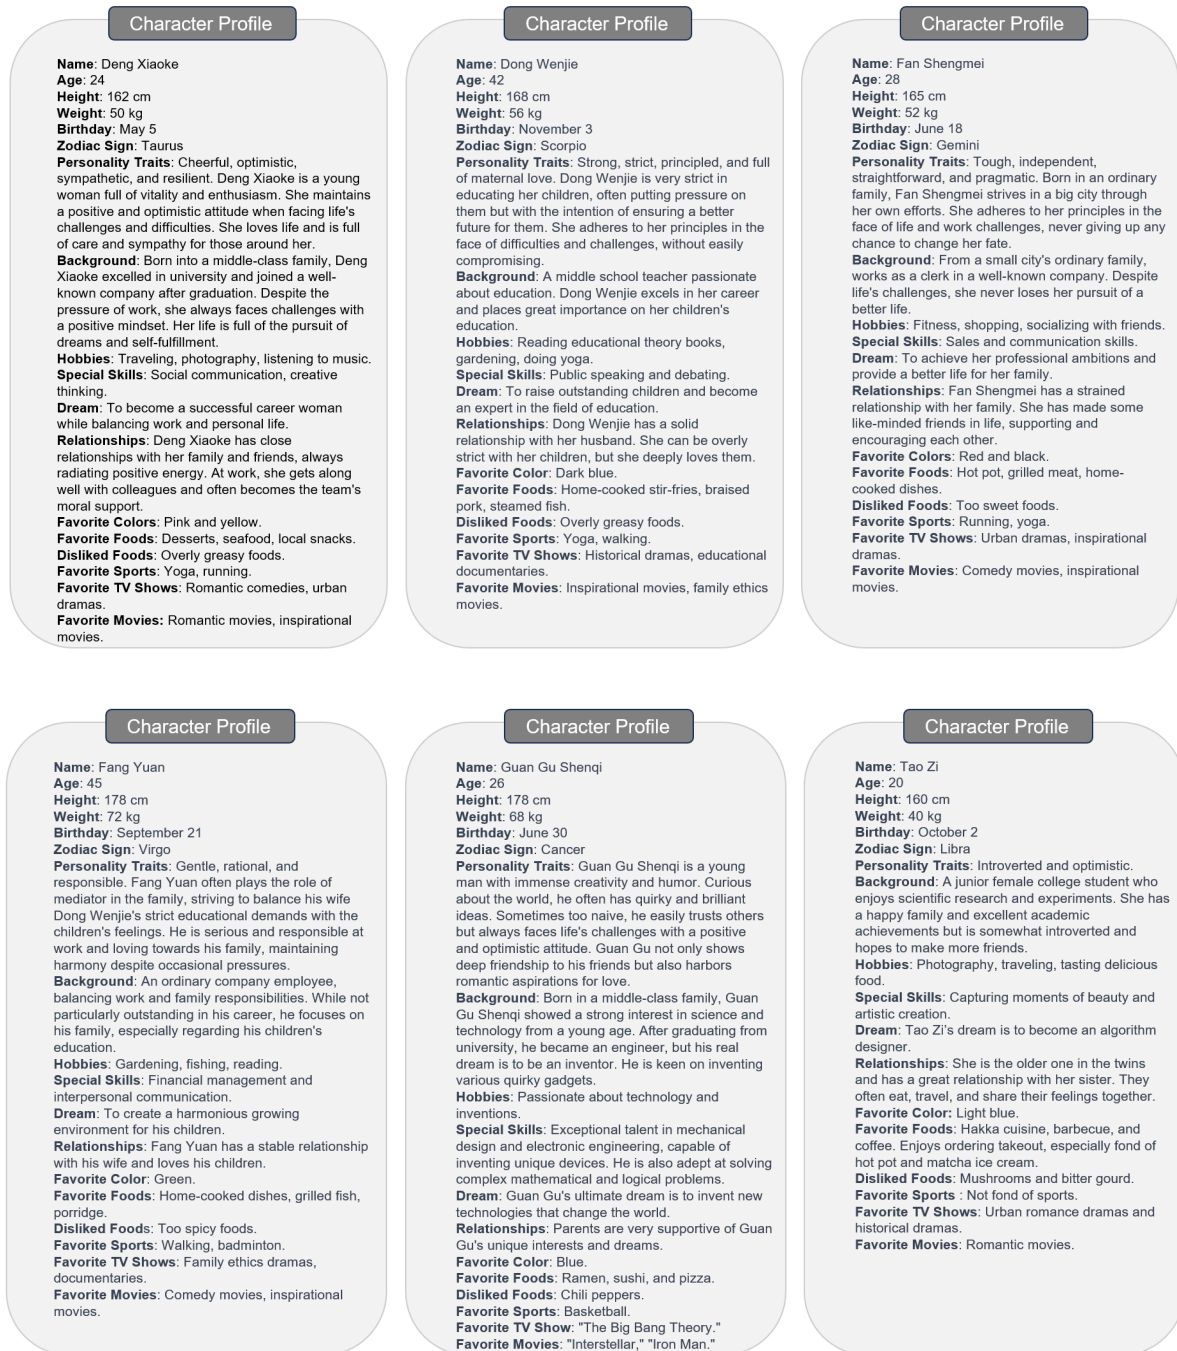 Character Profile
Name: Deng Xiaoke
Age: 24
Height: 162 cm
Weight: 50 kg
Birthday: May 5
Zodiac Sign: Taurus
Personality Traits: Cheerful, optimistic,
sympathetic, and resilient. Deng Xiaoke is a young
woman full of vitality and enthusiasm. She maintains
a positive and optimistic attitude when facing life's
challenges and difficulties. She loves life and is full
of care and sympathy for those around her.
Background: Born into a middle-class family, Deng
Xiaoke excelled in university and joined a well-
known company after graduation. Despite the
pressure of work, she always faces challenges with
a positive mindset. Her life is full of the pursuit of
dreams and self-fulfillment.
Hobbies: Traveling, photography, listening to music.
Special Skills: Social communication, creative
thinking.
Dream: To become a successful career woman
while balancing work and personal life.
Relationships: Deng Xiaoke has close
relationships with her family and friends, always
radiating positive energy. At work, she gets along
well with colleagues and often becomes the team's
moral support.
Favorite Colors: Pink and yellow.
Favorite Foods: Desserts, seafood, local snacks.
Disliked Foods: Overly greasy foods.
Favorite Sports: Yoga, running.
Favorite TV Shows: Romantic comedies, urban
dramas.
Favorite Movies: Romantic movies, inspirational
movies.
Character Profile
Name: Dong Wenjie
Age: 42
Height: 168 cm
Weight: 56 kg
Birthday: November 3
Zodiac Sign: Scorpio
Personality Traits: Strong, strict, principled, and full
of maternal love. Dong Wenjie is very strict in
educating her children, often putting pressure on
them but with the intention of ensuring a better
future for them. She adheres to her principles in the
face of difficulties and challenges, without easily
compromising.
Background: A middle school teacher passionate
about education. Dong Wenjie excels in her career
and places great importance on her children's
education.
Hobbies: Reading educational theory books,
gardening, doing yoga.
Special Skills: Public speaking and debating.
Dream: To raise outstanding children and become
an expert in the field of education.
Relationships: Dong Wenjie has a solid
relationship with her husband. She can be overly
strict with her children, but she deeply loves them.
Favorite Color: Dark blue.
Favorite Foods: Home-cooked stir-fries, braised
pork, steamed fish.
Disliked Foods: Overly greasy foods.
Favorite Sports: Yoga, walking.
Favorite TV Shows: Historical dramas, educational
documentaries.
Favorite Movies: Inspirational movies, family ethics
movies.
Character Profile
Name: Fan Shengmei
Age: 28
Height: 165 cm
Weight: 52 kg
Birthday: June 18
Zodiac Sign: Gemini
Personality Traits: Tough, independent,
straightforward, and pragmatic. Born in an ordinary
family, Fan Shengmei strives in a big city through
her own efforts. She adheres to her principles in the
face of life and work challenges, never giving up any
chance to change her fate.
Background: From a small city's ordinary family,
works as a clerk in a well-known company. Despite
life's challenges, she never loses her pursuit of a
better life.
Hobbies: Fitness, shopping, socializing with friends.
Special Skills: Sales and communication skills.
Dream: To achieve her professional ambitions and
provide a better life for her family.
Relationships: Fan Shengmei has a strained
relationship with her family. She has made some
like-minded friends in life, supporting and
encouraging each other.
Favorite Colors: Red and black.
Favorite Foods: Hot pot, grilled meat, home-
cooked dishes.
Disliked Foods: Too sweet foods.
Favorite Sports: Running, yoga.
Favorite TV Shows: Urban dramas, inspirational
dramas.
Favorite Movies: Comedy movies, inspirational
movies.
Character Profile
Name: Fang Yuan
Age: 45
Height: 178 cm
Weight: 72 kg
Birthday: September 21
Zodiac Sign: Virgo
Personality Traits: Gentle, rational, and
responsible. Fang Yuan often plays the role of
mediator in the family, striving to balance his wife
Dong Wenjie's strict educational demands with the
children's feelings. He is serious and responsible at
work and loving towards his family, maintaining
harmony despite occasional pressures.
Background: An ordinary company employee,
balancing work and family responsibilities. While not
particularly outstanding in his career, he focuses on
his family, especially regarding his children's
education.
Hobbies: Gardening, fishing, reading.
Special Skills: Financial management and
interpersonal communication.
Dream: To create a harmonious growing
environment for his children.
Relationships: Fang Yuan has a stable relationship
with his wife and loves his children.
Favorite Color: Green.
Favorite Foods: Home-cooked dishes, grilled fish,
porridge.
Disliked Foods: Too spicy foods.
Favorite Sports: Walking, badminton.
Favorite TV Shows: Family ethics dramas,
documentaries.
Favorite Movies: Comedy movies, inspirational
movies.
Character Profile
Name: Guan Gu Shenqi
Age: 26
Height: 178 cm
Weight: 68 kg
Birthday: June 30
Zodiac Sign: Cancer
Personality Traits: Guan Gu Shenqi is a young
man with immense creativity and humor. Curious
about the world, he often has quirky and brilliant
ideas. Sometimes too naive, he easily trusts others
but always faces life's challenges with a positive
and optimistic attitude. Guan Gu not only shows
deep friendship to his friends but also harbors
romantic aspirations for love.
Background: Born in a middle-class family, Guan
Gu Shenqi showed a strong interest in science and
technology from a young age. After graduating from
university, he became an engineer, but his real
dream is to be an inventor. He is keen on inventing
various quirky gadgets.
Hobbies: Passionate about technology and
inventions.
Special Skills: Exceptional talent in mechanical
design and electronic engineering, capable of
inventing unique devices. He is also adept at solving
complex mathematical and logical problems.
Dream: Guan Gu's ultimate dream is to invent new
technologies that change the world.
Relationships: Parents are very supportive of Guan
Gu's unique interests and dreams.
Favorite Color: Blue.
Favorite Foods: Ramen, sushi, and pizza.
Disliked Foods: Chili peppers.
Favorite Sports: Basketball.
Favorite TV Show: "The Big Bang Theory."
Favorite Movies: "Interstellar," "Iron Man."
Character Profile
Name: Tao Zi
Age: 20
Height: 160 cm
Weight: 40 kg
Birthday: October 2
Zodiac Sign: Libra
Personality Traits: Introverted and optimistic.
Background: A junior female college student who
enjoys scientific research and experiments. She has
a happy family and excellent academic
achievements but is somewhat introverted and
hopes to make more friends.
Hobbies: Photography, traveling, tasting delicious
food.
Special Skills: Capturing moments of beauty and
artistic creation.
Dream: Tao Zi's dream is to become an algorithm
designer.
Relationships: She is the older one in the twins
and has a great relationship with her sister. They
often eat, travel, and share their feelings together.
Favorite Color: Light blue.
Favorite Foods: Hakka cuisine, barbecue, and
coffee. Enjoys ordering takeout, especially fond of
hot pot and matcha ice cream.
Disliked Foods: Mushrooms and bitter gourd.
Favorite Sports : Not fond of sports.
Favorite TV Shows: Urban romance dramas and
historical dramas.
Favorite Movies: Romantic movies.